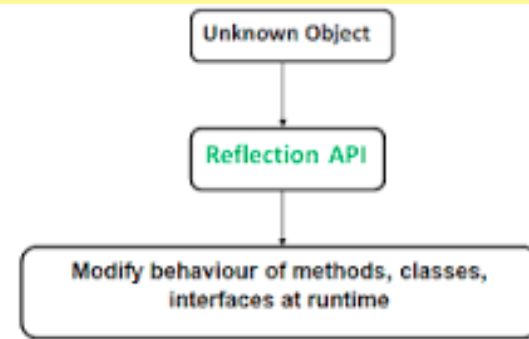 Unknown Object
Reflection API
Modify behaviour of methods, classes,
interfaces at runtime